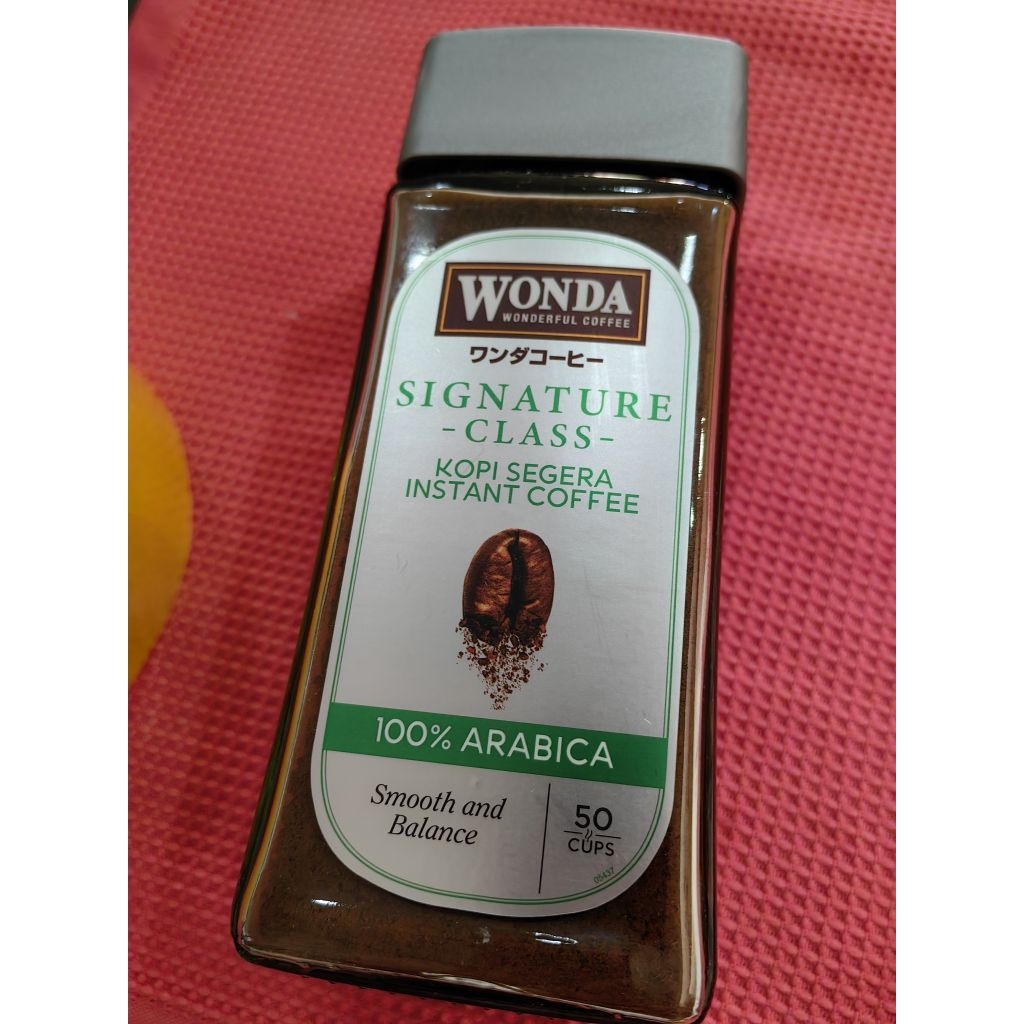 WONDA
WONDERFUL COFFEE
ワンダコーヒー
SIGNATURE
-CLASS-
KOPI SEGERA
INSTANT COFFEE
100% ARABICA
Smooth and
Balance
50
CUPS
05437